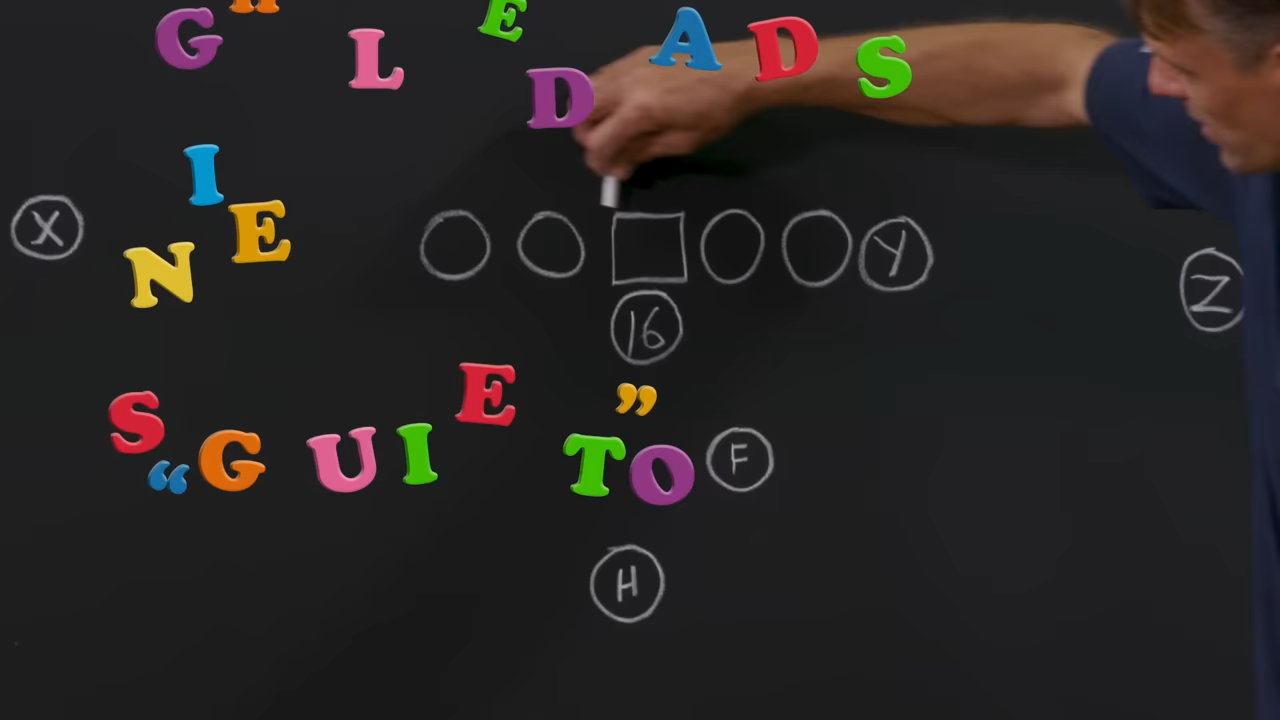 G L E D A D S
I
N E
X Y Z
16
S E
“ G U I T O ” F
H